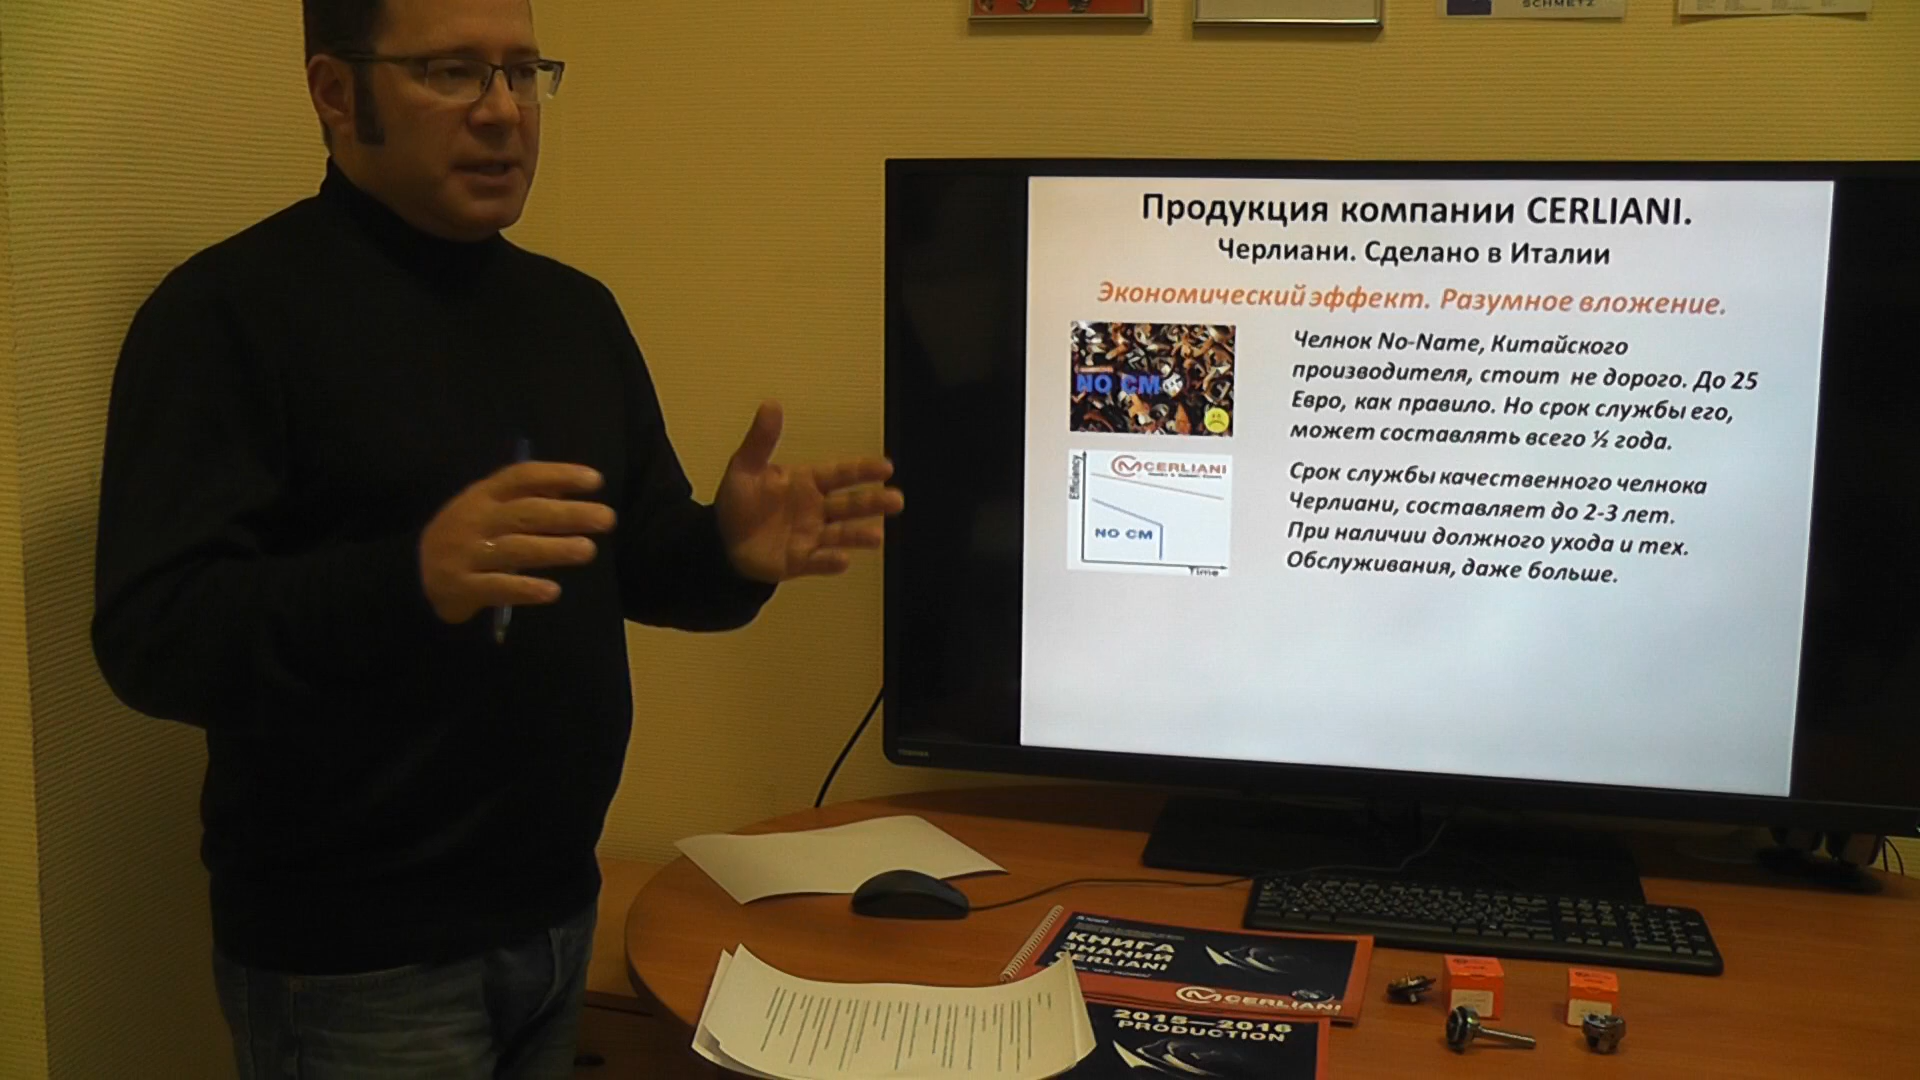 SCHMETZ
Продукция компании CERLIANI.
Черлиани. Сделано в Италии
Экономический эффект. Разумное вложение.
NO CM
Челнок No-Name, Китайского
производителя, стоит не дорого. До 25
Евро, как правило. Но срок службы его,
может составлять всего ½ года.
Efficiency
CM CERLIANI
NO CM
Time
Срок службы качественного челнока
Черлиани, составляет до 2-3 лет.
При наличии должного ухода и тех.
Обслуживания, даже больше.
TOSHIBA
КНИГА
ЗНАНИЙ
CERLIANI
CM CERLIANI
2015—2016
PRODUCTION